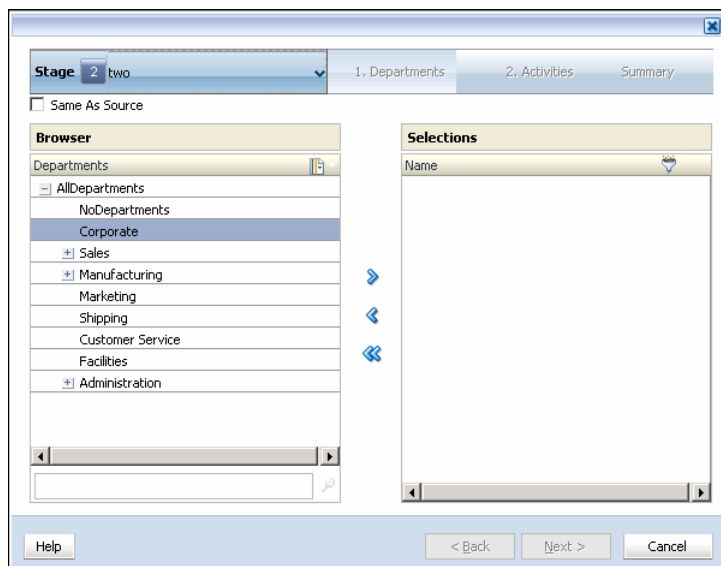 Stage 2 two 1. Departments 2. Activities Summary
Same As Source
Browser Selections
Departments Name
AllDepartments
NoDepartments
Corporate
Sales
Manufacturing
Marketing
Shipping
Customer Service
Facilities
Administration
Help < Back Next > Cancel